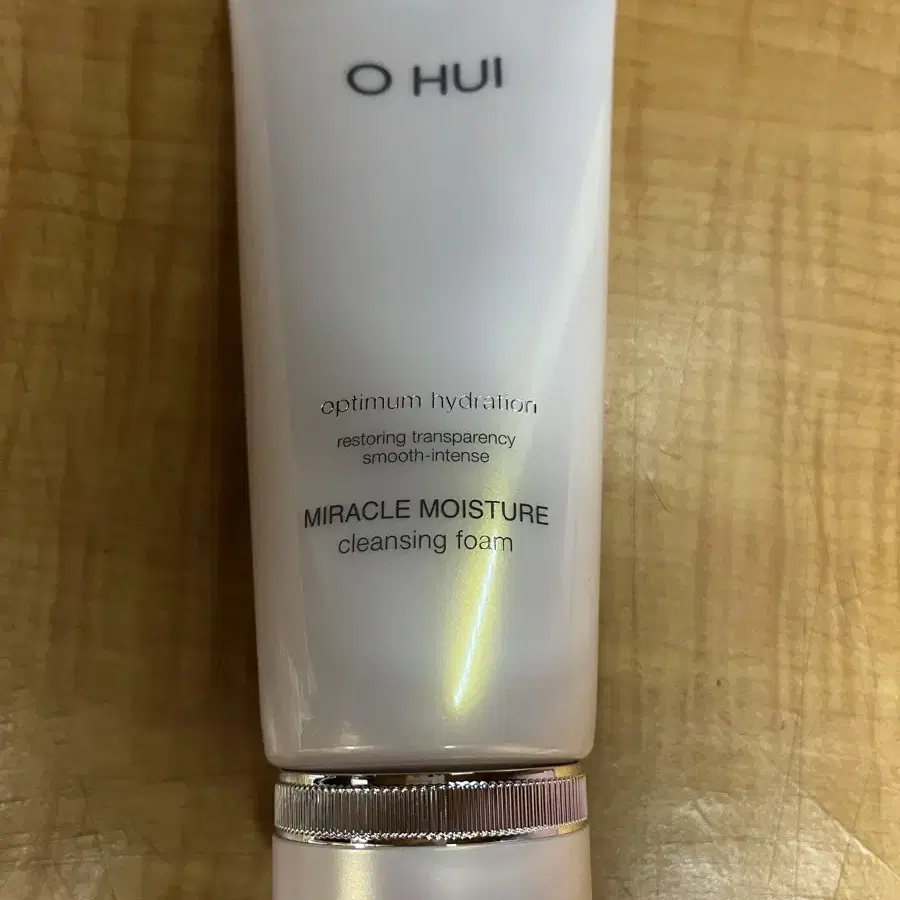 O HUI
optimum hydration
restoring transparency
smooth-intense
MIRACLE MOISTURE
cleansing foam